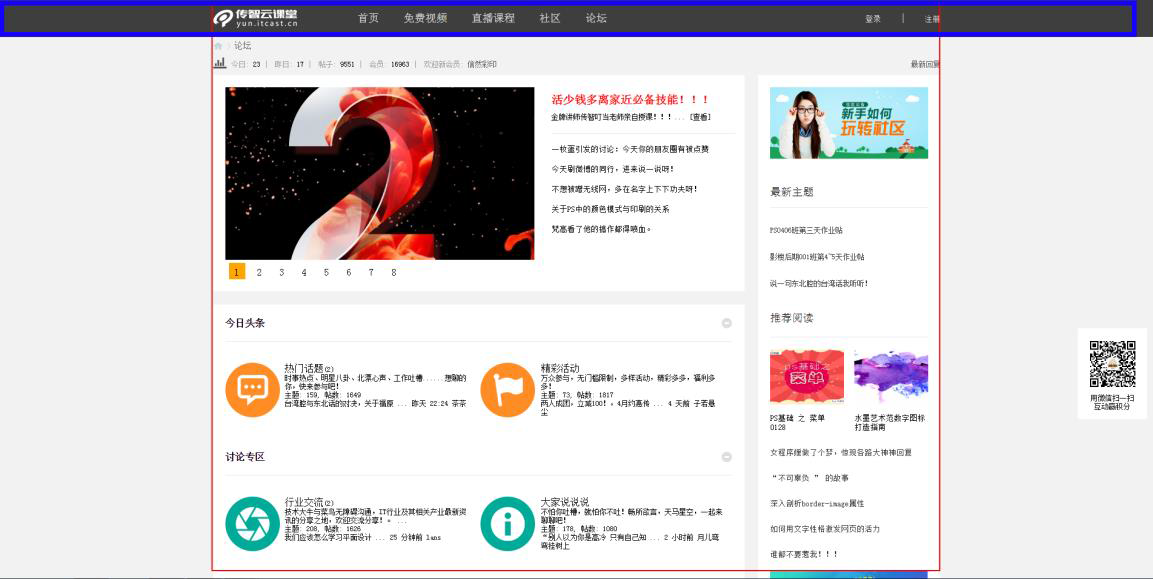 传智云课堂
yun.itcast.cn
首页 免费视频 直播课程 社区 论坛
登录 | 注册
论坛
今日: 23 | 昨日: 17 | 帖子: 9551 | 会员: 16963 | 欢迎新会员: 信然彩印
最新回复
活少钱多离家近必备技能！！！
金牌讲师传智叮当老师亲自授课!!!... [查看]
一枚蛋引发的讨论：今天你的朋友圈有被点赞
今天刷微博的同行，进来说一说呀！
不想被蹭无线网，多在名字上下下功夫呀！
关于PS中的颜色模式与印刷的关系
梵高看了他的操作都得喷血。
1 2 3 4 5 6 7 8
新手如何
玩转社区
最新主题
PS0406班第三天作业帖
影楼后期001班第4~5天作业帖
说一句东北腔的台湾话我听听！
今日头条
热门话题(2)
时事热点、明星八卦、北漂心声、工作吐槽......想聊的
你，快来参与吧！
主题: 159, 帖数: 1649
台湾腔与东北话的对决，关于福原 ... 昨天 22:24 茶茶
精彩活动
万众参与，无门槛限制，多样活动，精彩多多，福利多
多！
主题: 73, 帖数: 1817
两人成团，立减100!。4月约惠传 ... 4 天前 子若悬
尘
推荐阅读
PS基础之
菜单
PS基础 之 菜单
0128
水墨艺术范数字图标
打造指南
女程序媛做了个梦，惊现各路大神神回复
“不可辜负 ” 的故事
深入剖析border-image属性
如何用文字性格激发网页的活力
谁都不要惹我！！！
讨论专区
行业交流(2)
技术大牛与菜鸟无障碍沟通，IT行业及其相关产业最新资
讯的分享之地，欢迎交流分享！。 ...
主题: 208, 帖数: 1626
我们应该怎么学习平面设计 ... 25 分钟前 lans
大家说说说
不怕你吐槽，就怕你不吐！畅所欲言，天马星空，一起来
聊聊吧！
主题: 178, 帖数: 1080
“别人以为你是高冷 只有自己知 ... 2 小时前 月儿弯
弯挂树上
用微信扫一扫
互动赢积分